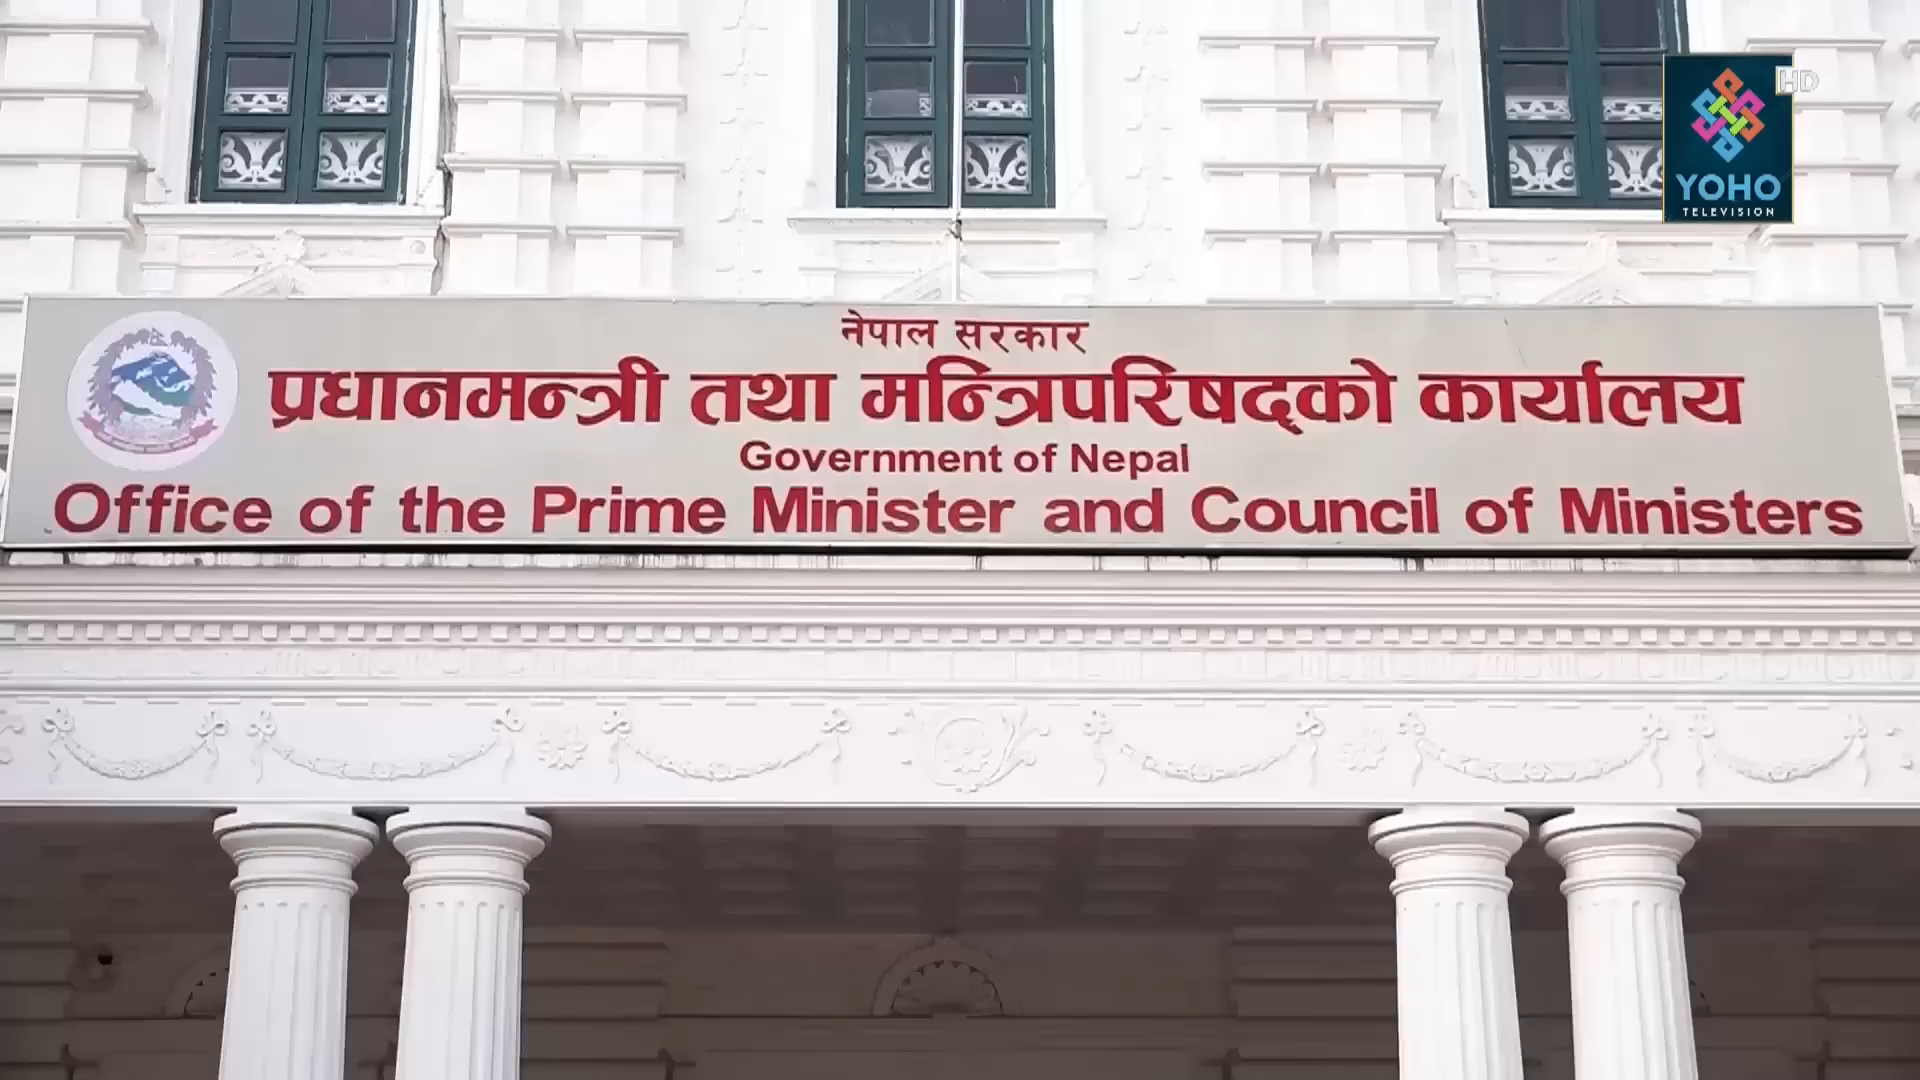 HD
YOHO
TELEVISION
नेपाल सरकार
प्रधानमन्त्री तथा मन्त्रिपरिषद्को कार्यालय
Government of Nepal
Office of the Prime Minister and Council of Ministers